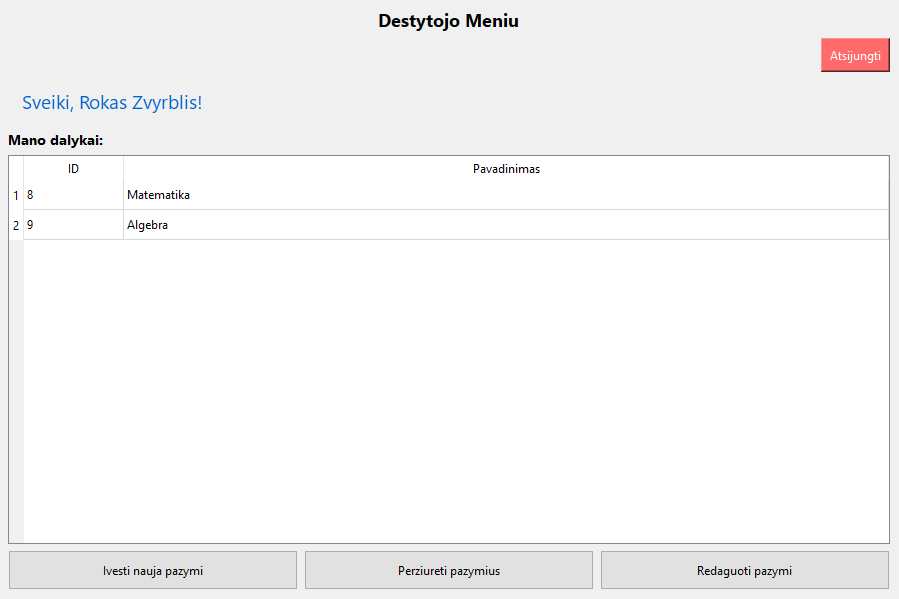 Destytojo Meniu
Atsijungti
Sveiki, Rokas Zvyrblis!
Mano dalykai:
ID Pavadinimas
1 8 Matematika
2 9 Algebra
Ivesti nauja pazymi Perziureti pazymius Redaguoti pazymi